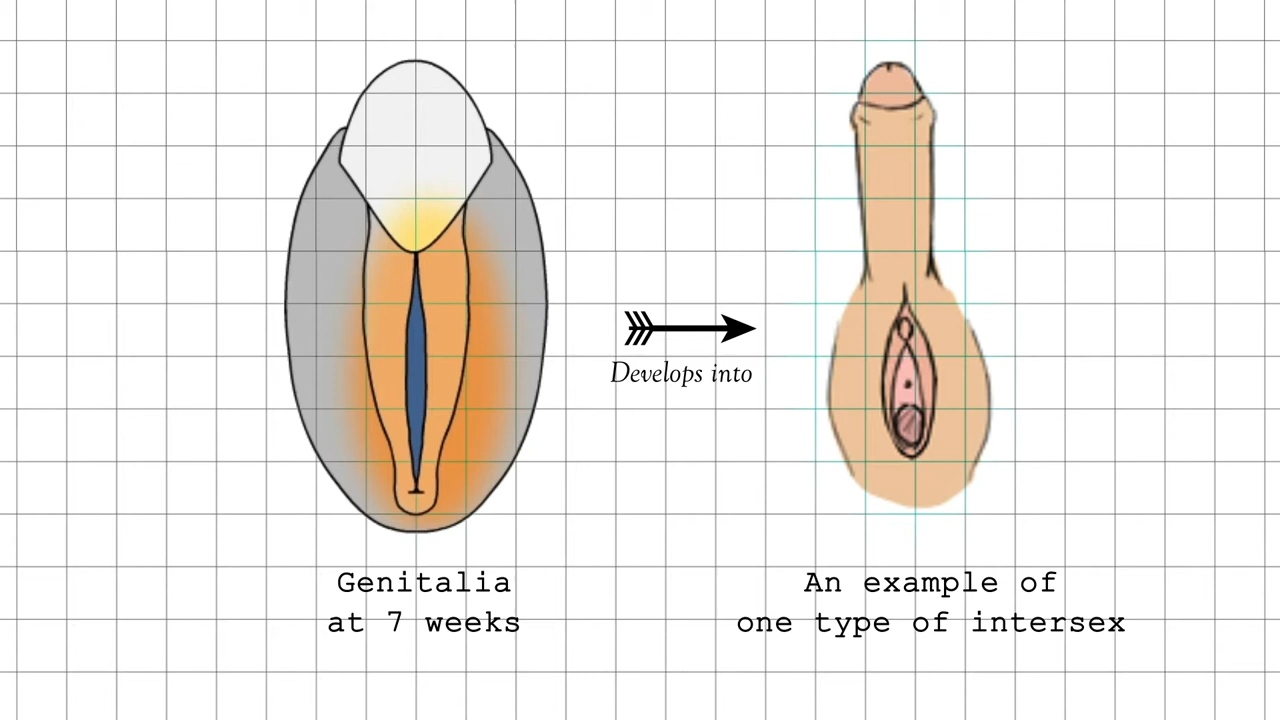 Develops into
Genitalia
at 7 weeks
An example of
one type of intersex